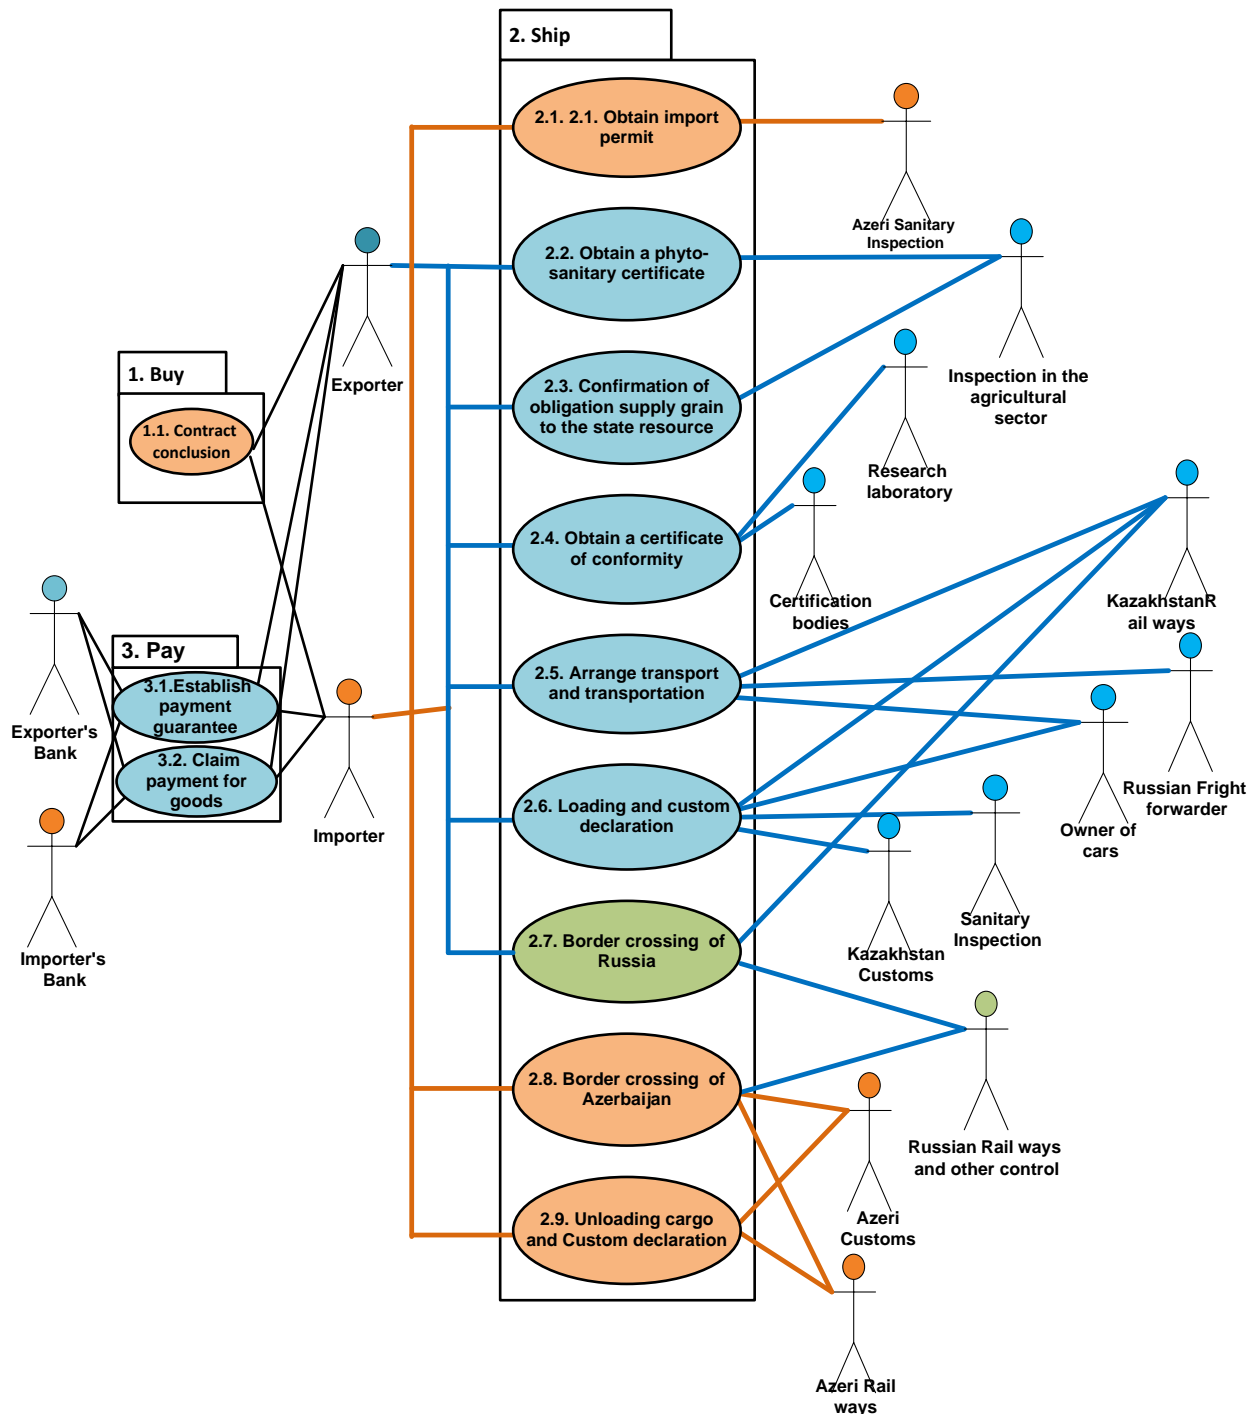 2. Ship
2.1. 2.1. Obtain import
permit
Azeri Sanitary
Inspection
2.2. Obtain a phyto-
sanitary certificate
Exporter
1. Buy
1.1. Contract
conclusion
2.3. Confirmation of
obligation supply grain
to the state resource
Inspection in the
agricultural
sector
Research
laboratory
2.4. Obtain a certificate
of conformity
Certification
bodies
KazakhstanR
ail ways
3. Pay
3.1.Establish
payment
guarantee
3.2. Claim
payment for
goods
Exporter's
Bank
Importer's
Bank
Importer
2.5. Arrange transport
and transportation
Russian Fright
forwarder
Owner of
cars
2.6. Loading and custom
declaration
Sanitary
Inspection
Kazakhstan
Customs
2.7. Border crossing of
Russia
Russian Rail ways
and other control
2.8. Border crossing of
Azerbaijan
Azeri
Customs
2.9. Unloading cargo
and Custom declaration
Azeri Rail
ways